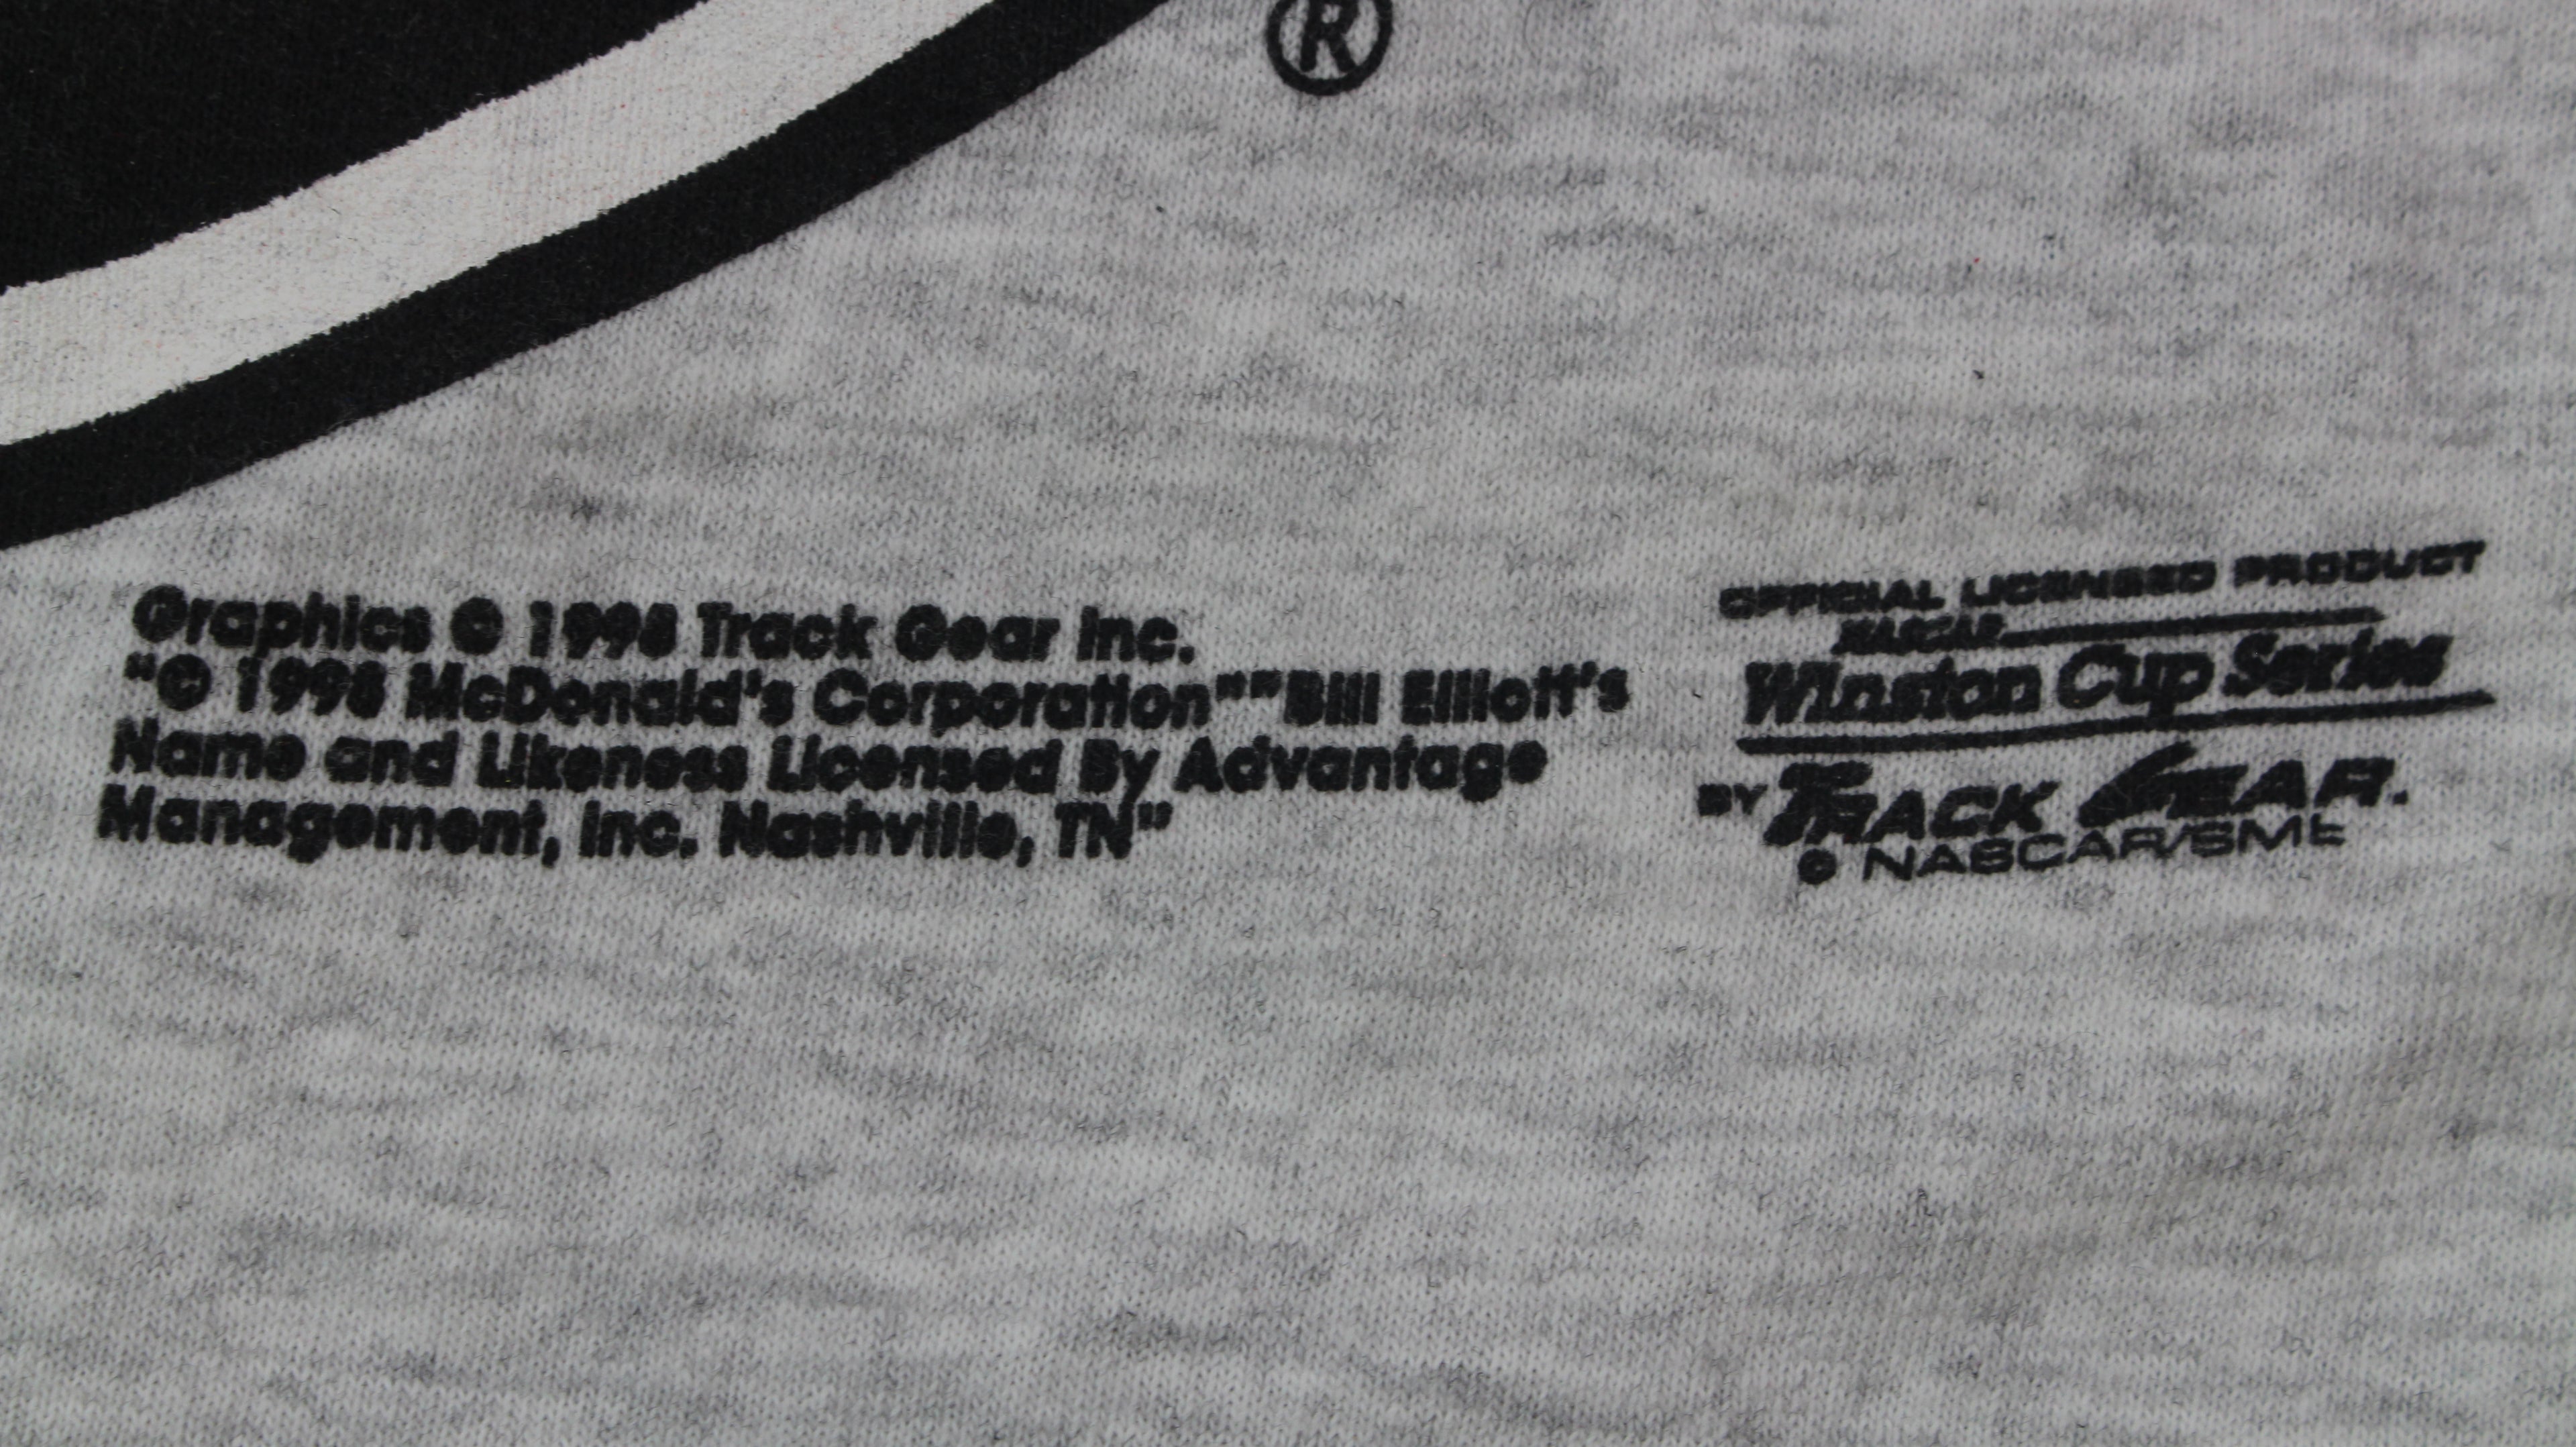 ®
Graphics © 1998 Track Gear Inc.
"© 1998 McDonald's Corporation""Bill Elliott's
Name and Likeness Licensed By Advantage
Management, Inc. Nashville, TN"
OFFICIAL LICENSED PRODUCT
NASCAR
Winston Cup Series
BY TRACK GEAR.
© NASCAR/SME